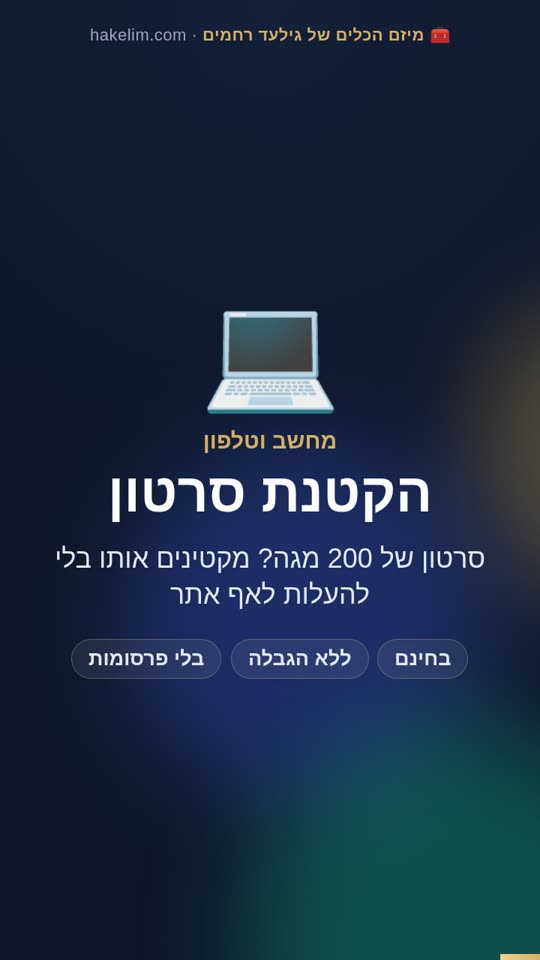 🧰 מיזם הכלים של גילעד רחמים · hakelim.com
מחשב וטלפון
הקטנת סרטון
סרטון של 200 מגה? מקטינים אותו בלי
להעלות לאף אתר
בחינם
ללא הגבלה
בלי פרסומות